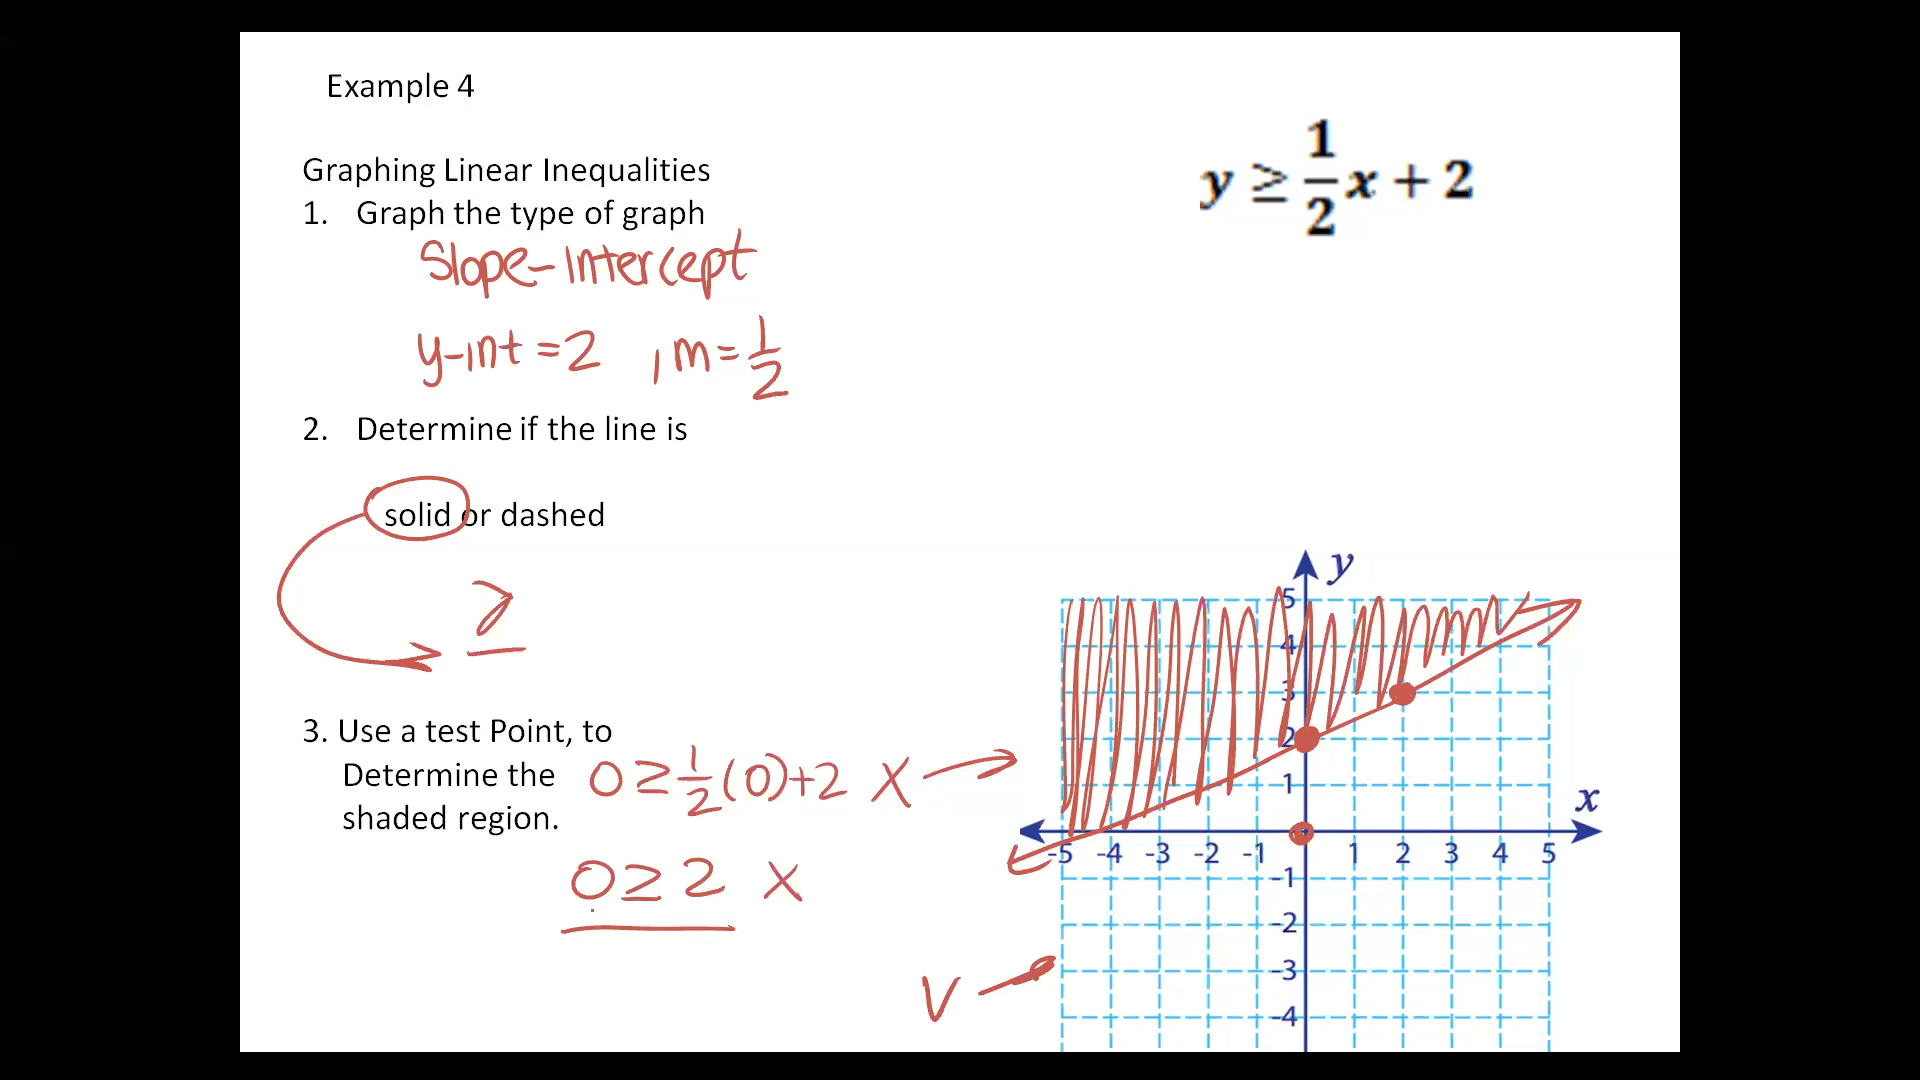 Example 4
y ≥ 1/2 x + 2
Graphing Linear Inequalities
1. Graph the type of graph
Slope-Intercept
y-int = 2 , m = 1/2
2. Determine if the line is
solid or dashed
≥
3. Use a test Point, to
Determine the
shaded region.
0 ≥ 1/2 (0) + 2 X
0 ≥ 2 X
V
y
5
4
3
2
1
x
-5 -4 -3 -2 -1 1 2 3 4 5
-1
-2
-3
-4